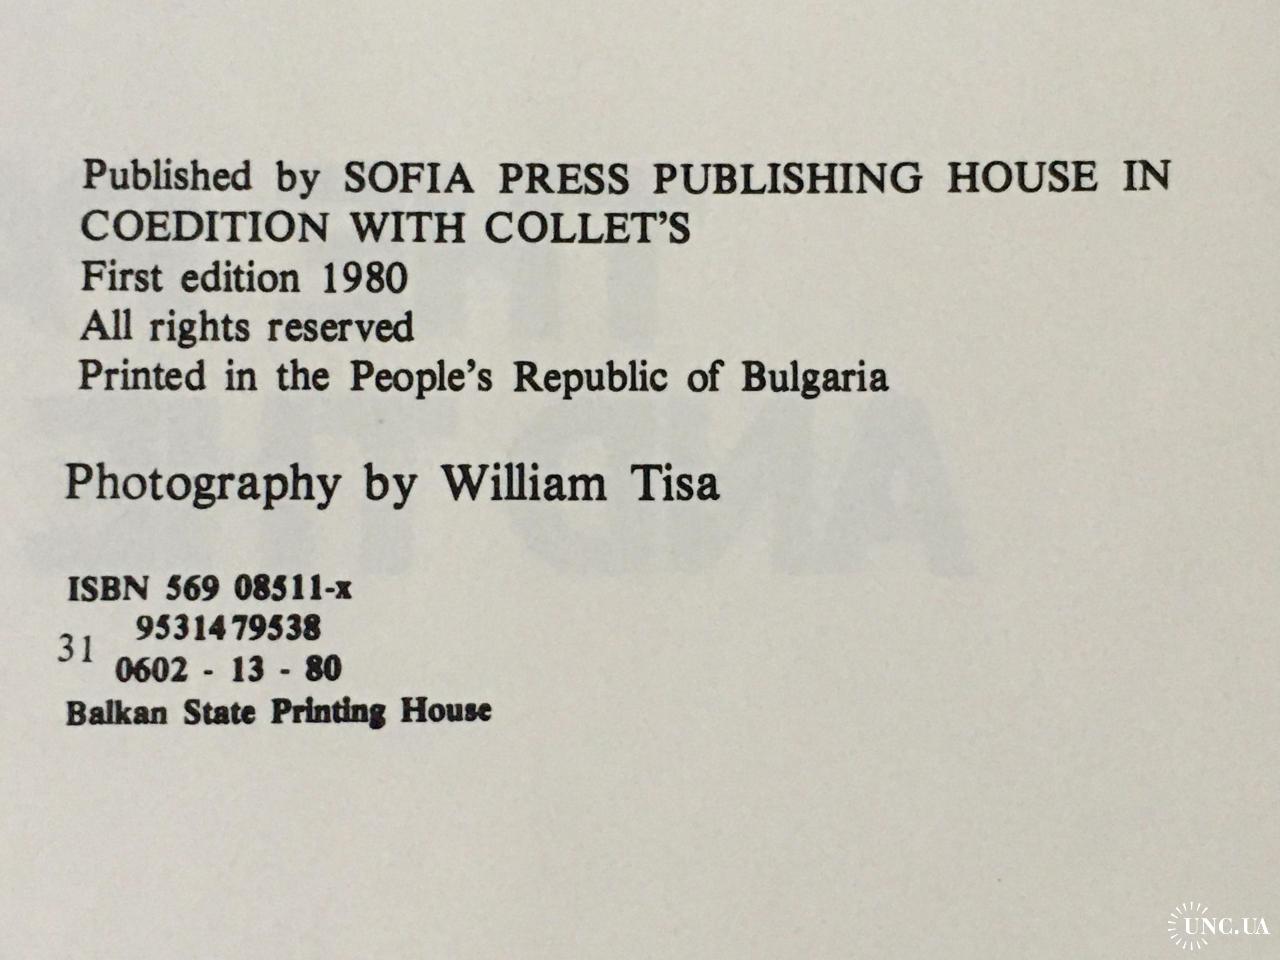 Published by SOFIA PRESS PUBLISHING HOUSE IN
COEDITION WITH COLLET'S
First edition 1980
All rights reserved
Printed in the People's Republic of Bulgaria
Photography by William Tisa
ISBN 569 08511-x
31 9531479538
0602 - 13 - 80
Balkan State Printing House
UNC.UA